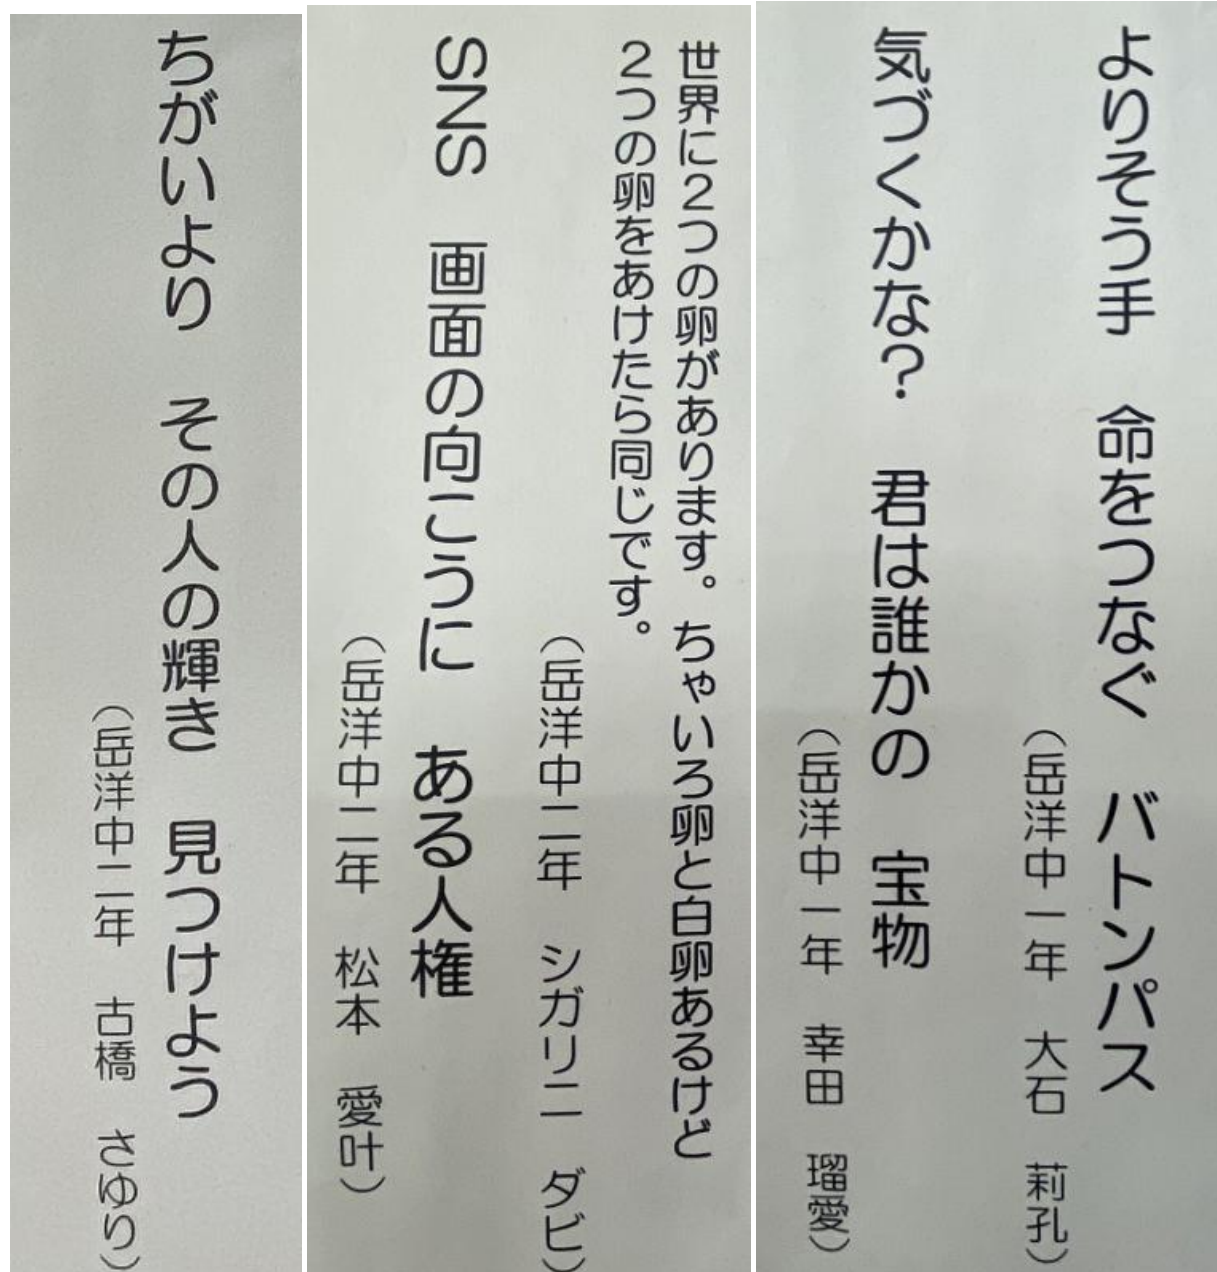 よりそう手　命をつなぐ　バトンパス
（岳洋中一年　大石　莉孔）
気づくかな？　君は誰かの　宝物
（岳洋中一年　幸田　瑠愛）
世界に２つの卵があります。ちゃいろ卵と白卵あるけど
２つの卵をあけたら同じです。
（岳洋中二年　シガリニ　ダビ）
SNS　画面の向こうに　ある人権
（岳洋中二年　松本　愛叶）
ちがいより　その人の輝き　見つけよう
（岳洋中二年　古橋　さゆり）